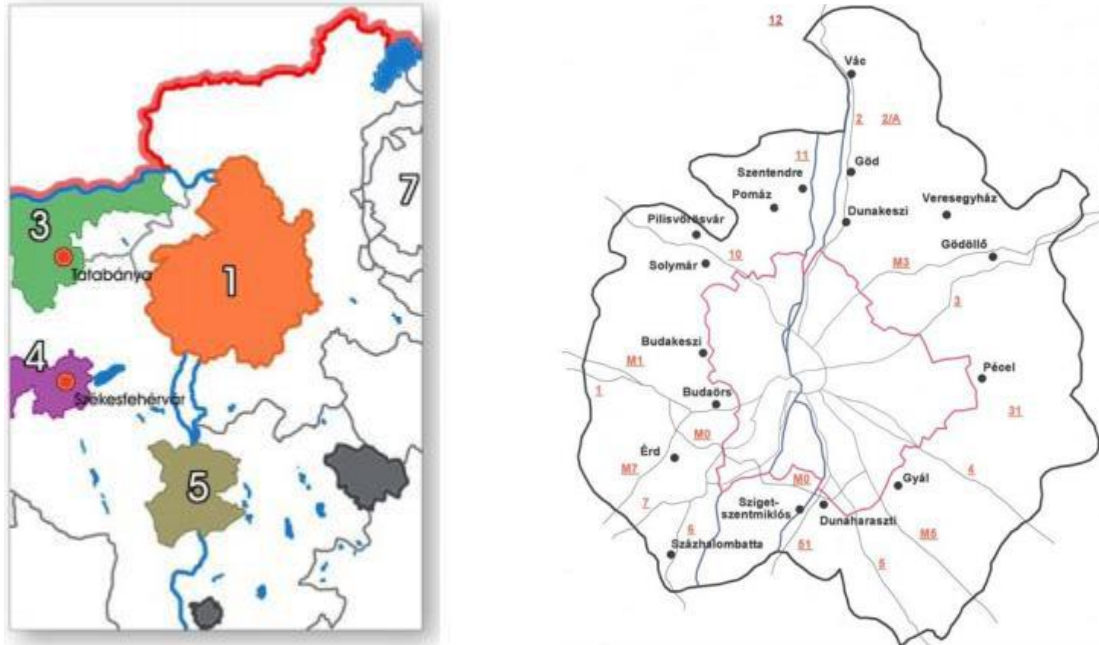 7
3
Tatabánya
1
4
Székesfehérvár
5
12
Vác
2
2/A
11
Göd
Szentendre
Pomáz
Veresegyház
Dunakeszi
Pilisvörösvár
Gödöllő
10
Solymár
M3
3
Budakeszi
M1
Pécel
1
Budaörs
31
M0
Érd
4
M7
M0
Gyál
7
Sziget-
szentmiklós
Dunaharaszti
6
M5
Százhalombatta
51
5